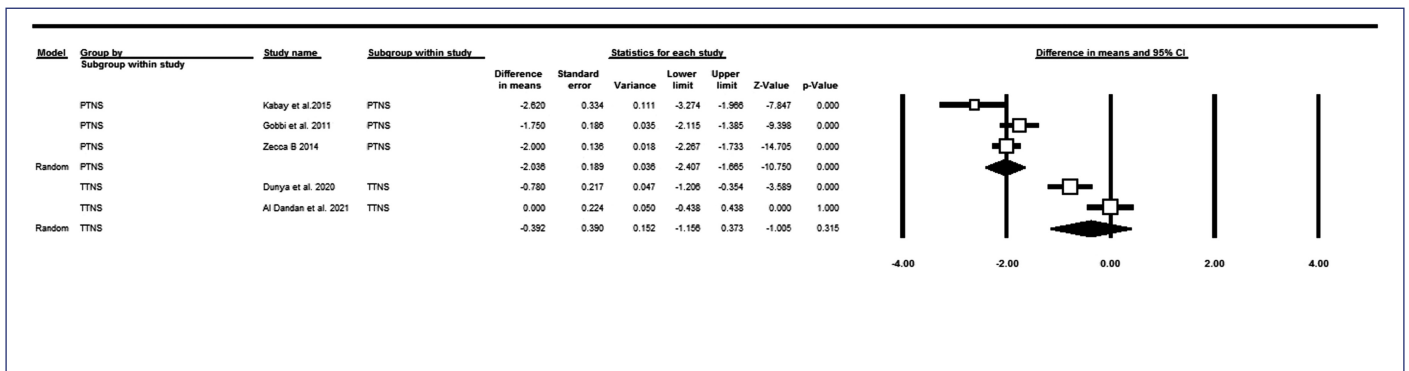 Model Group by Study name Subgroup within study Statistics for each study Difference in means and 95% CI
Subgroup within study
Difference in means Standard error Variance Lower limit Upper limit Z-Value p-Value
PTNS Kabay et al.2015 PTNS -2.620 0.334 0.111 -3.274 -1.966 -7.847 0.000
PTNS Gobbi et al. 2011 PTNS -1.750 0.186 0.035 -2.115 -1.385 -9.398 0.000
PTNS Zecca B 2014 PTNS -2.000 0.136 0.018 -2.267 -1.733 -14.705 0.000
Random PTNS -2.036 0.189 0.036 -2.407 -1.665 -10.750 0.000
TTNS Dunya et al. 2020 TTNS -0.780 0.217 0.047 -1.206 -0.354 -3.589 0.000
TTNS Al Dandan et al. 2021 TTNS 0.000 0.224 0.050 -0.438 0.438 0.000 1.000
Random TTNS -0.392 0.390 0.152 -1.156 0.373 -1.005 0.315
-4.00 -2.00 0.00 2.00 4.00